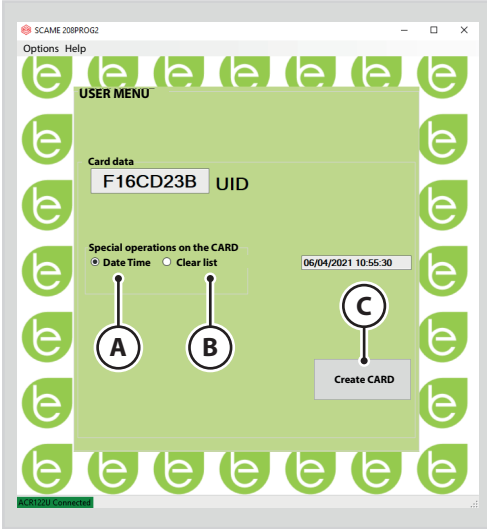 SCAME 208PROG2
Options Help
USER MENU
Card data
F16CD23B UID
Special operations on the CARD
Date Time Clear list
06/04/2021 10:55:30
A
B
C
Create CARD
ACR122U Connected